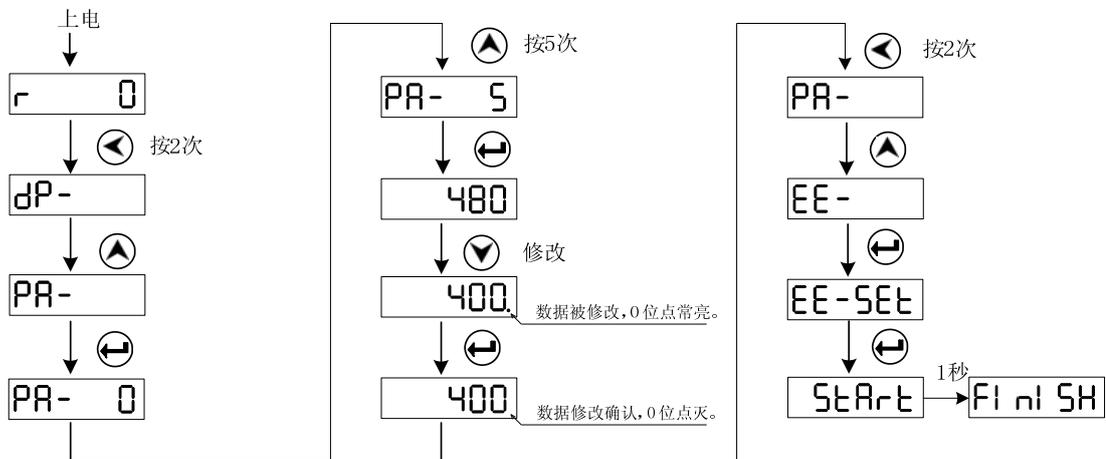 上电
r 0
按2次
dP-
PA-
PA- 0
按5次
PA- 5
480
修改
400.
数据被修改,0位点常亮。
400
数据修改确认,0位点灭。
按2次
PA-
EE-
EE-SEt
StArt
1秒
FInISH